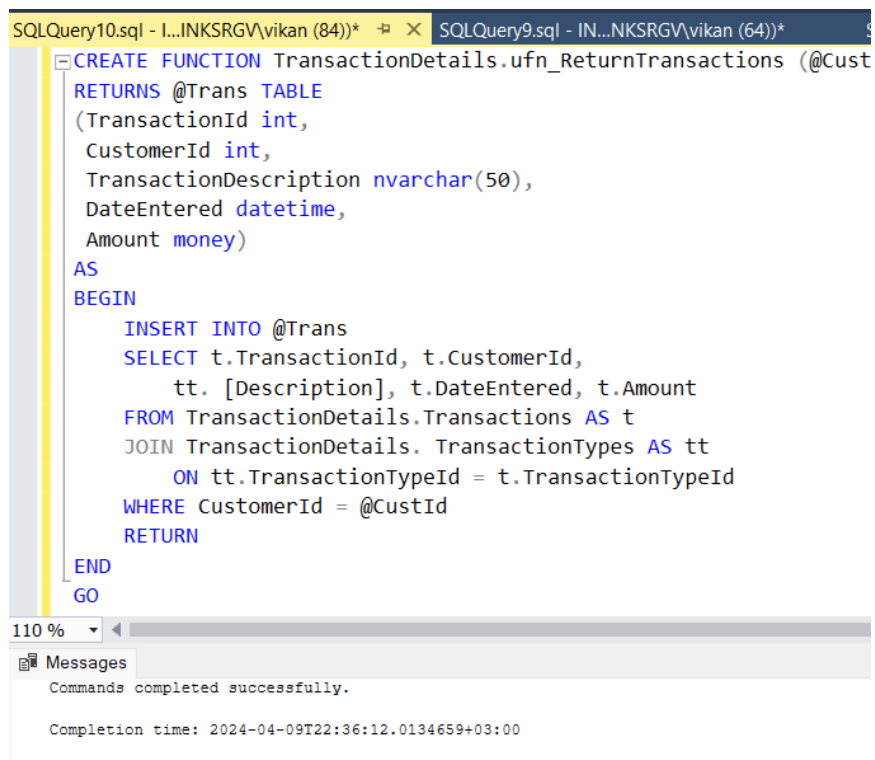 SQLQuery10.sql - I...INKSRGV\vikan (84))* SQLQuery9.sql - IN...NKSRGV\vikan (64))* S
CREATE FUNCTION TransactionDetails.ufn_ReturnTransactions (@Cust
RETURNS @Trans TABLE
(TransactionId int,
CustomerId int,
TransactionDescription nvarchar(50),
DateEntered datetime,
Amount money)
AS
BEGIN
INSERT INTO @Trans
SELECT t.TransactionId, t.CustomerId,
tt. [Description], t.DateEntered, t.Amount
FROM TransactionDetails.Transactions AS t
JOIN TransactionDetails. TransactionTypes AS tt
ON tt.TransactionTypeId = t.TransactionTypeId
WHERE CustomerId = @CustId
RETURN
END
GO
110 %
Messages
Commands completed successfully.
Completion time: 2024-04-09T22:36:12.0134659+03:00